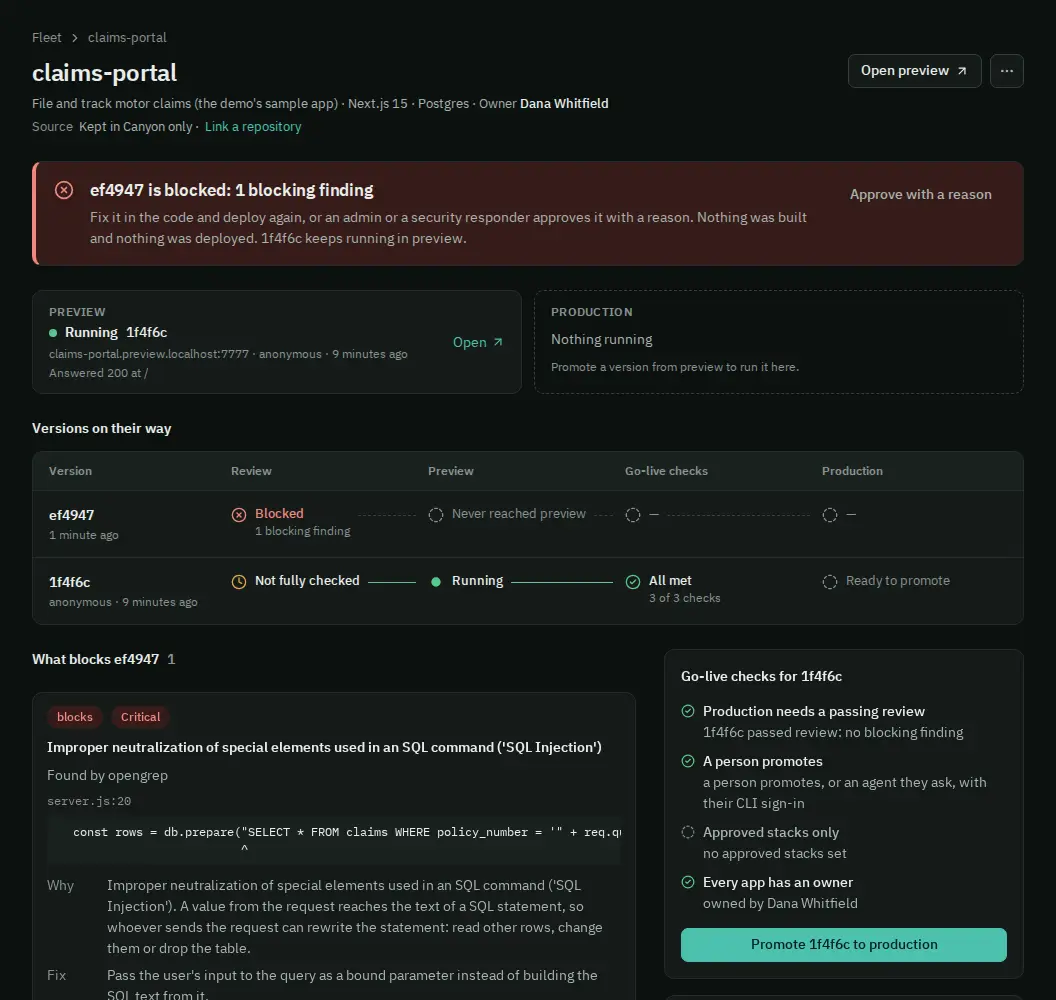 Fleet > claims-portal
claims-portal
Open preview ↗ ···
File and track motor claims (the demo's sample app) · Next.js 15 · Postgres · Owner Dana Whitfield
Source Kept in Canyon only · Link a repository
ef4947 is blocked: 1 blocking finding
Approve with a reason
Fix it in the code and deploy again, or an admin or a security responder approves it with a reason. Nothing was built
and nothing was deployed. 1f4f6c keeps running in preview.
PREVIEW
Running 1f4f6c
claims-portal.preview.localhost:7777 · anonymous · 9 minutes ago
Answered 200 at /
Open ↗
PRODUCTION
Nothing running
Promote a version from preview to run it here.
Versions on their way
Version Review Preview Go-live checks Production
ef4947 Blocked Never reached preview — —
1 minute ago 1 blocking finding
1f4f6c Not fully checked Running All met Ready to promote
anonymous · 9 minutes ago 3 of 3 checks
What blocks ef4947 1
blocks Critical
Improper neutralization of special elements used in an SQL command ('SQL Injection')
Found by opengrep
server.js:20
const rows = db.prepare("SELECT * FROM claims WHERE policy_number = '" + req.qu
^
Why Improper neutralization of special elements used in an SQL command ('SQL
Injection'). A value from the request reaches the text of a SQL statement, so
whoever sends the request can rewrite the statement: read other rows, change
them or drop the table.
Fix Pass the user's input to the query as a bound parameter instead of building the
SQL text from it.
Go-live checks for 1f4f6c
Production needs a passing review
1f4f6c passed review: no blocking finding
A person promotes
a person promotes, or an agent they ask, with
their CLI sign-in
Approved stacks only
no approved stacks set
Every app has an owner
owned by Dana Whitfield
Promote 1f4f6c to production